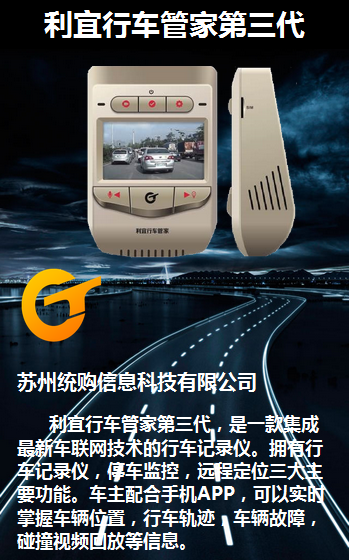 利宜行车管家第三代
利宜行车管家
苏州统购信息科技有限公司
利宜行车管家第三代，是一款集成
最新车联网技术的行车记录仪。拥有行
车记录仪，停车监控，远程定位三大主
要功能。车主配合手机APP，可以实时
掌握车辆位置，行车轨迹，车辆故障，
碰撞视频回放等信息。